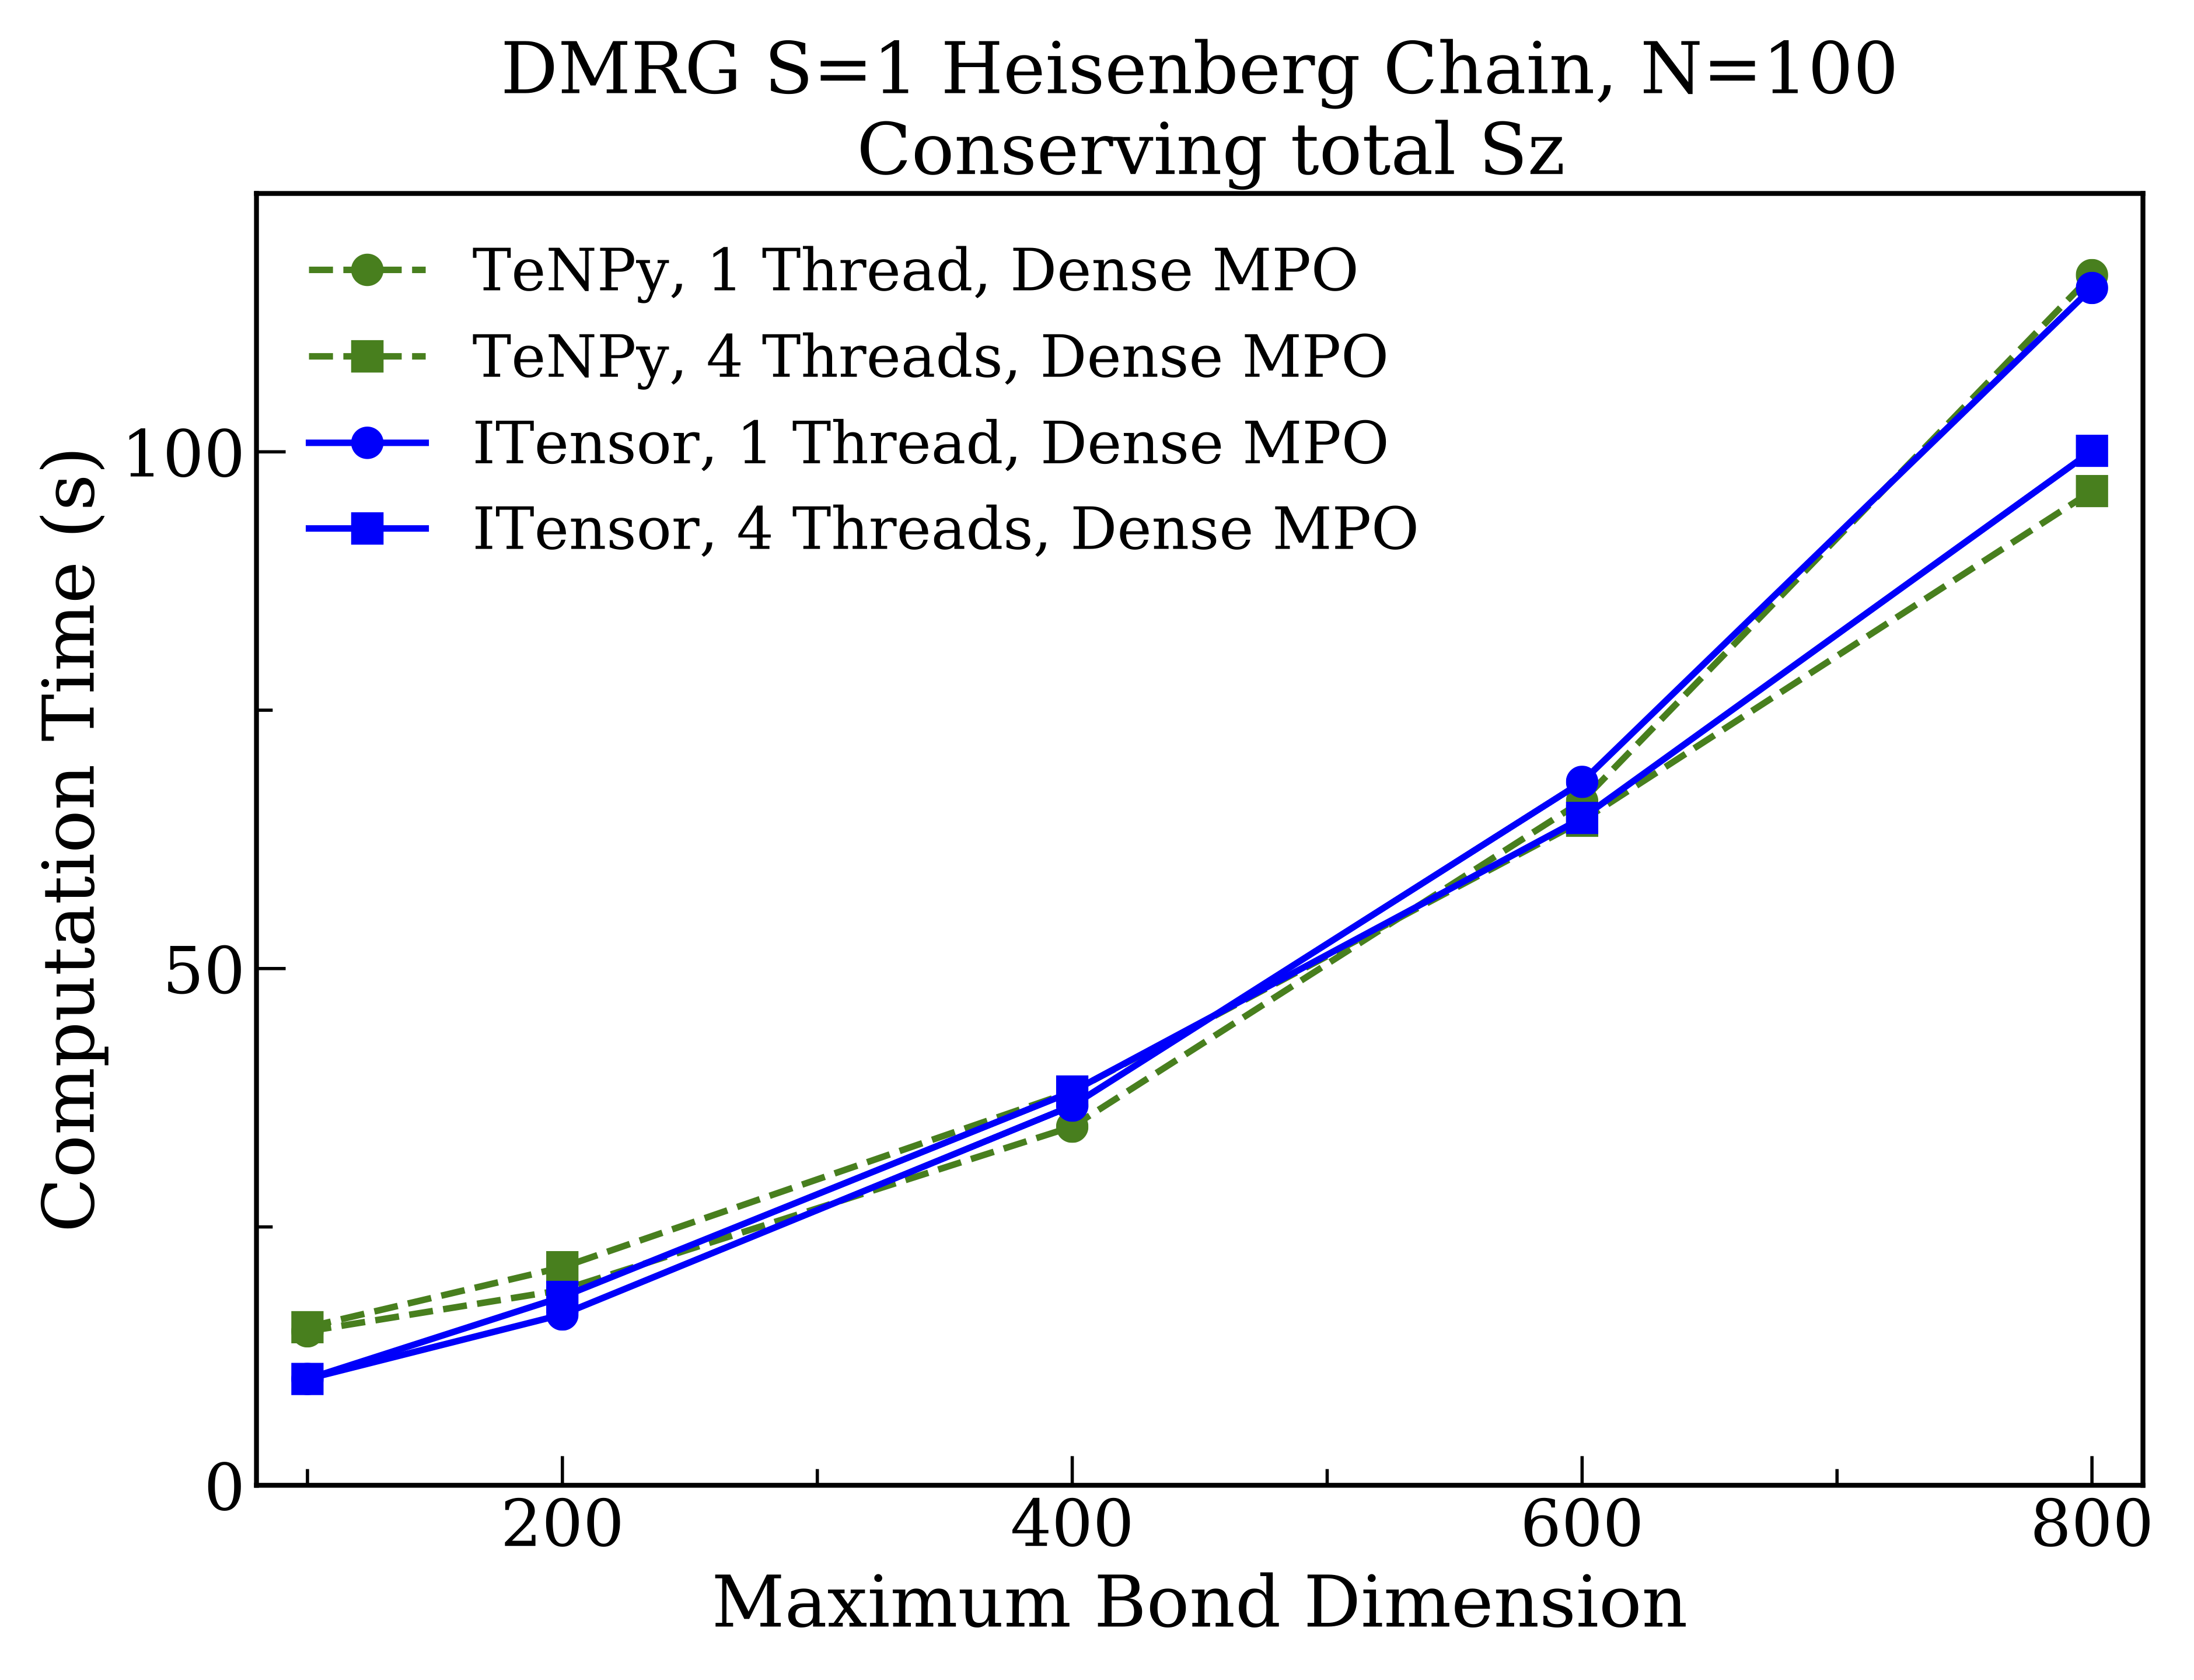 DMRG S=1 Heisenberg Chain, N=100
Conserving total Sz
TeNPy, 1 Thread, Dense MPO
TeNPy, 4 Threads, Dense MPO
ITensor, 1 Thread, Dense MPO
ITensor, 4 Threads, Dense MPO
Computation Time (s)
100
50
0
200 400 600 800
Maximum Bond Dimension